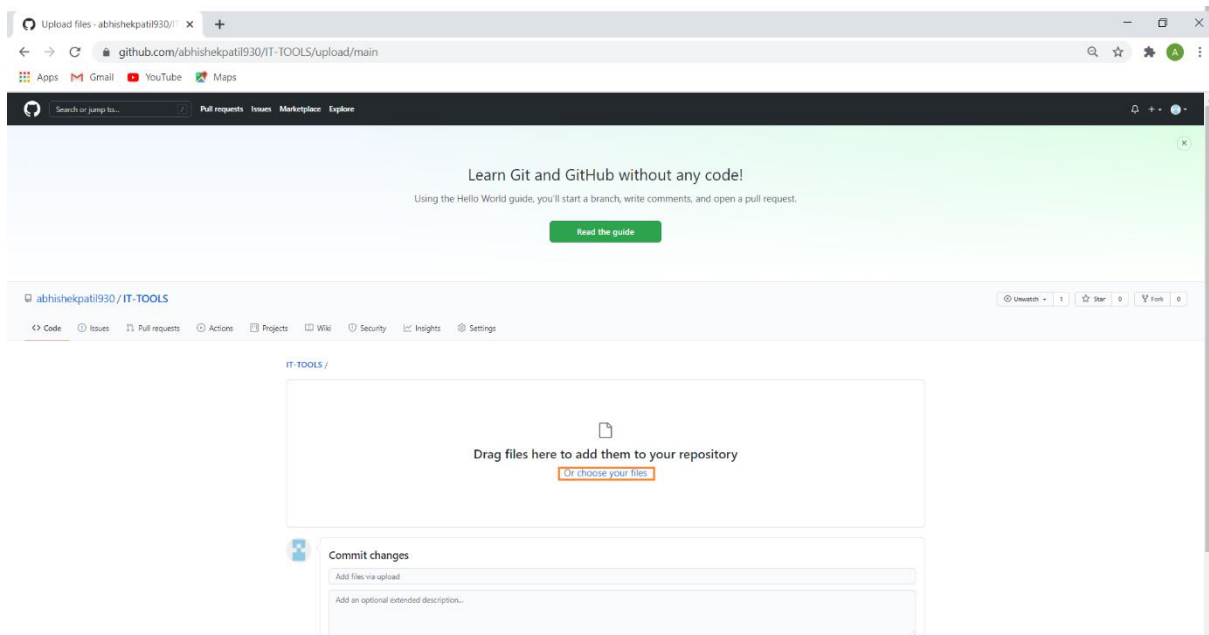 Upload files · abhishekpatil930/IT
github.com/abhishekpatil930/IT-TOOLS/upload/main
Apps Gmail YouTube Maps
A
Search or jump to... / Pull requests Issues Marketplace Explore
Learn Git and GitHub without any code!
Using the Hello World guide, you'll start a branch, write comments, and open a pull request.
Read the guide
abhishekpatil930 / IT-TOOLS
Unwatch 1 Star 0 Fork 0
Code Issues Pull requests Actions Projects Wiki Security Insights Settings
IT-TOOLS /
Drag files here to add them to your repository
Or choose your files
Commit changes
Add files via upload
Add an optional extended description...